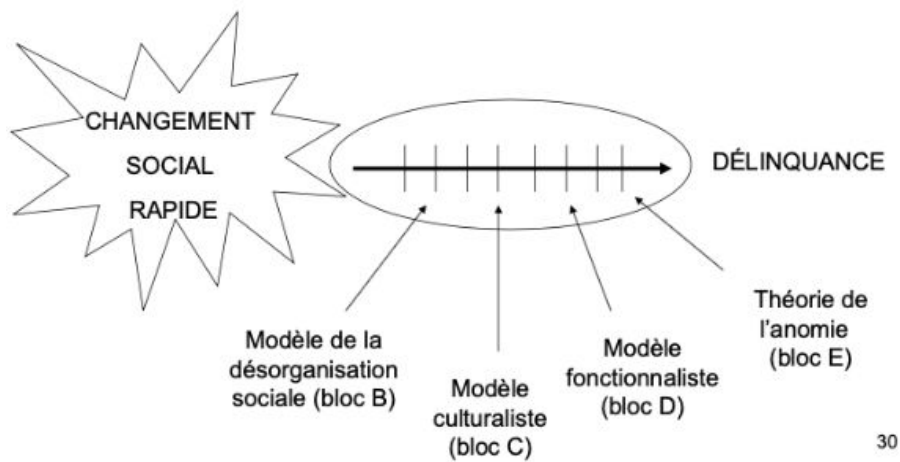 CHANGEMENT
SOCIAL
RAPIDE
DÉLINQUANCE
Modèle de la
désorganisation
sociale (bloc B)
Modèle
culturaliste
(bloc C)
Modèle
fonctionnaliste
(bloc D)
Théorie de
l'anomie
(bloc E)
30